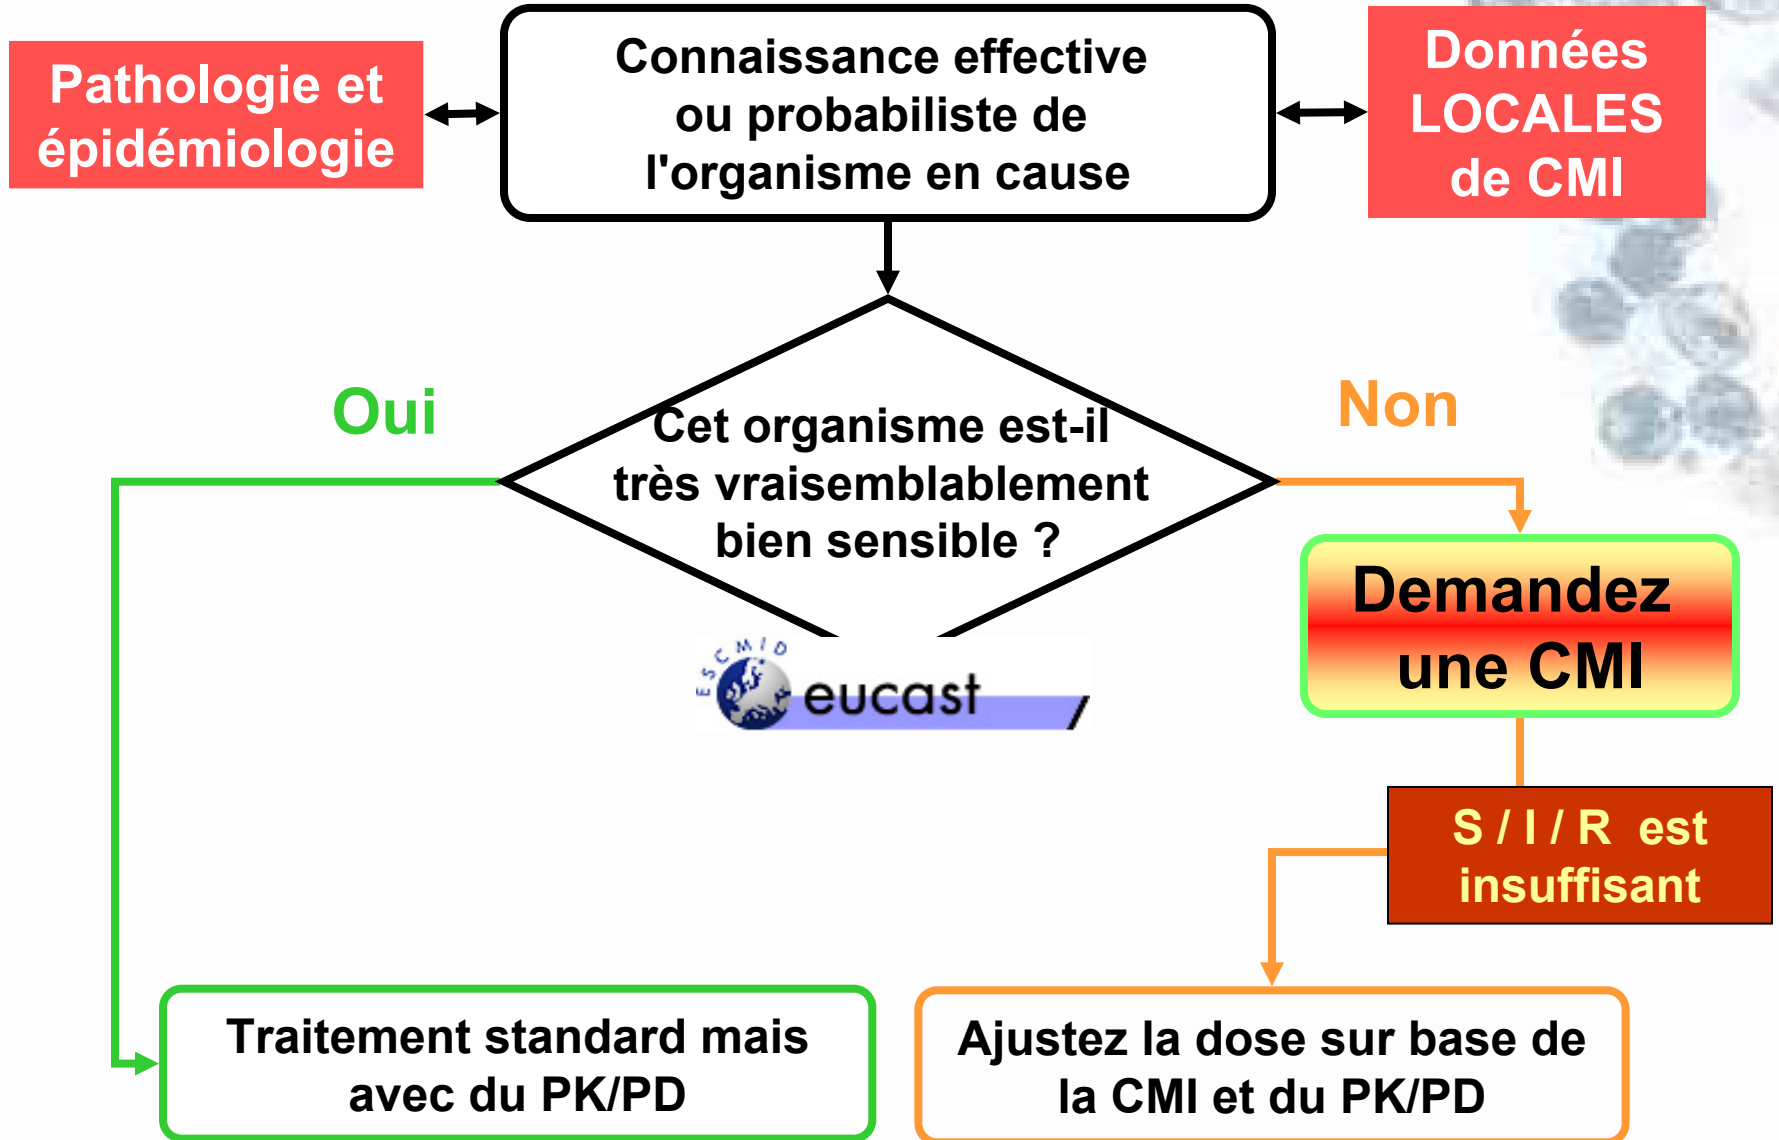 Pathologie et
épidémiologie
Connaissance effective
ou probabiliste de
l'organisme en cause
Données
LOCALES
de CMI
Oui
Cet organisme est-il
très vraisemblablement
bien sensible ?
Non
ESCMID
eucast
Demandez
une CMI
S / I / R est
insuffisant
Traitement standard mais
avec du PK/PD
Ajustez la dose sur base de
la CMI et du PK/PD